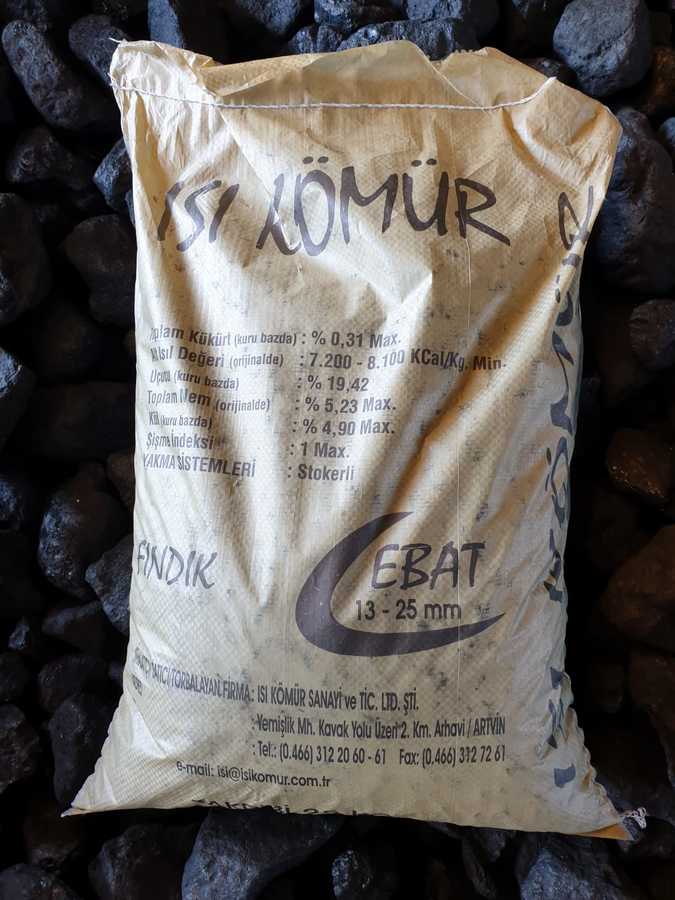 ISI KÖMÜR
Toplam Kükürt (kuru bazda) : % 0,31 Max.
Isıl Değeri (orijinalde) : 7.200 - 8.100 KCal/Kg. Min.
Uçucu (kuru bazda) : % 19,42
Toplam Nem (orijinalde) : % 5,23 Max.
Kül (kuru bazda) : % 4,90 Max.
Şişme indeksi : 1 Max.
YAKMA SİSTEMLERİ : Stokerli
FINDIK
CEBAT
13 - 25 mm
TORBALAYAN FİRMA : ISI KÖMÜR SANAYİ ve TİC. LTD. ŞTİ.
: Yemişlik Mh. Kavak Yolu Üzeri 2. Km. Arhavi / ARTVİN
: Tel.: (0.466) 312 20 60 - 61 Fax: (0.466) 312 72 61
e-mail: isi@isikomur.com.tr